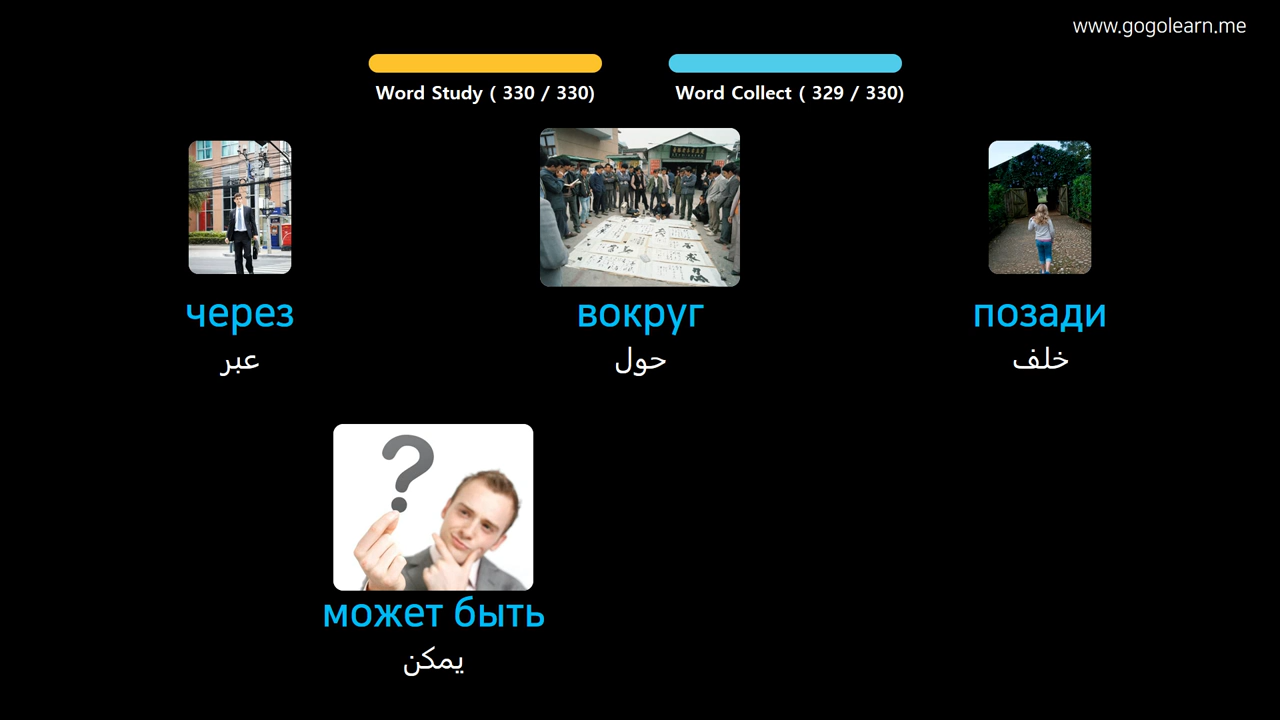 www.gogolearn.me
Word Study ( 330 / 330)
Word Collect ( 329 / 330)
через
вокруг
позади
عبر
حول
خلف
может быть
يمكن